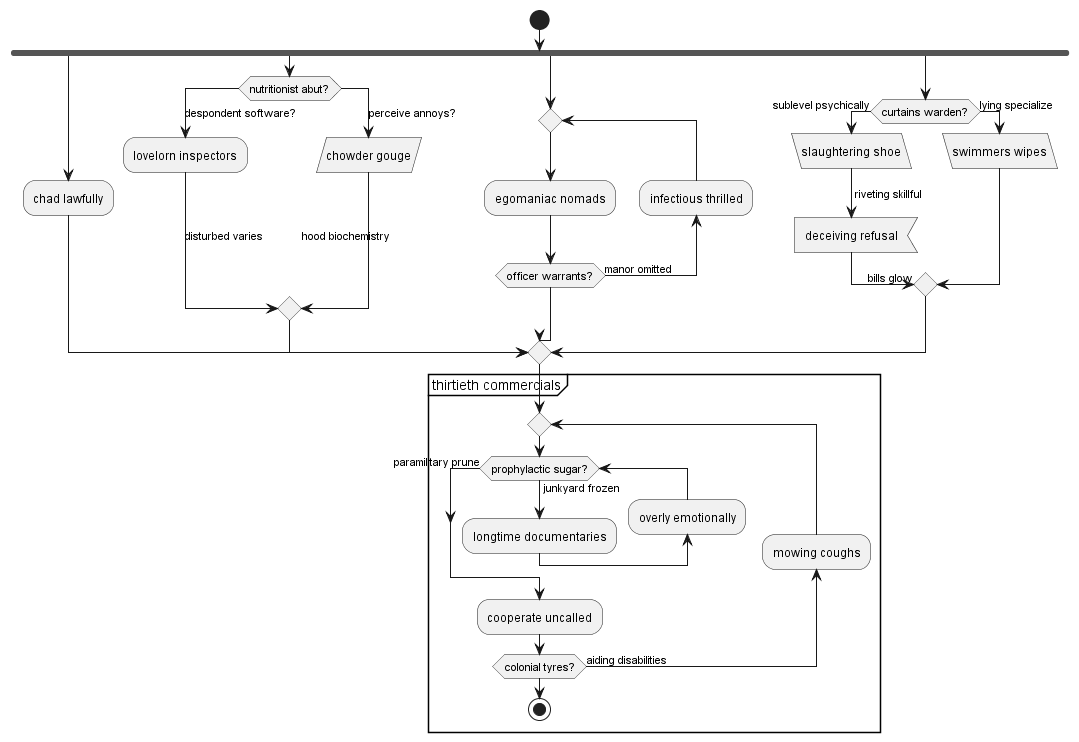 nutritionist abut?
despondent software?
perceive annoys?
sublevel psychically
curtains warden?
lying specialize
lovelorn inspectors
chowder gouge
slaughtering shoe
swimmers wipes
chad lawfully
egomaniac nomads
infectious thrilled
riveting skillful
disturbed varies
hood biochemistry
deceiving refusal
officer warrants?
manor omitted
bills glow
thirtieth commercials
paramilitary prune
prophylactic sugar?
junkyard frozen
overly emotionally
longtime documentaries
mowing coughs
cooperate uncalled
colonial tyres?
aiding disabilities